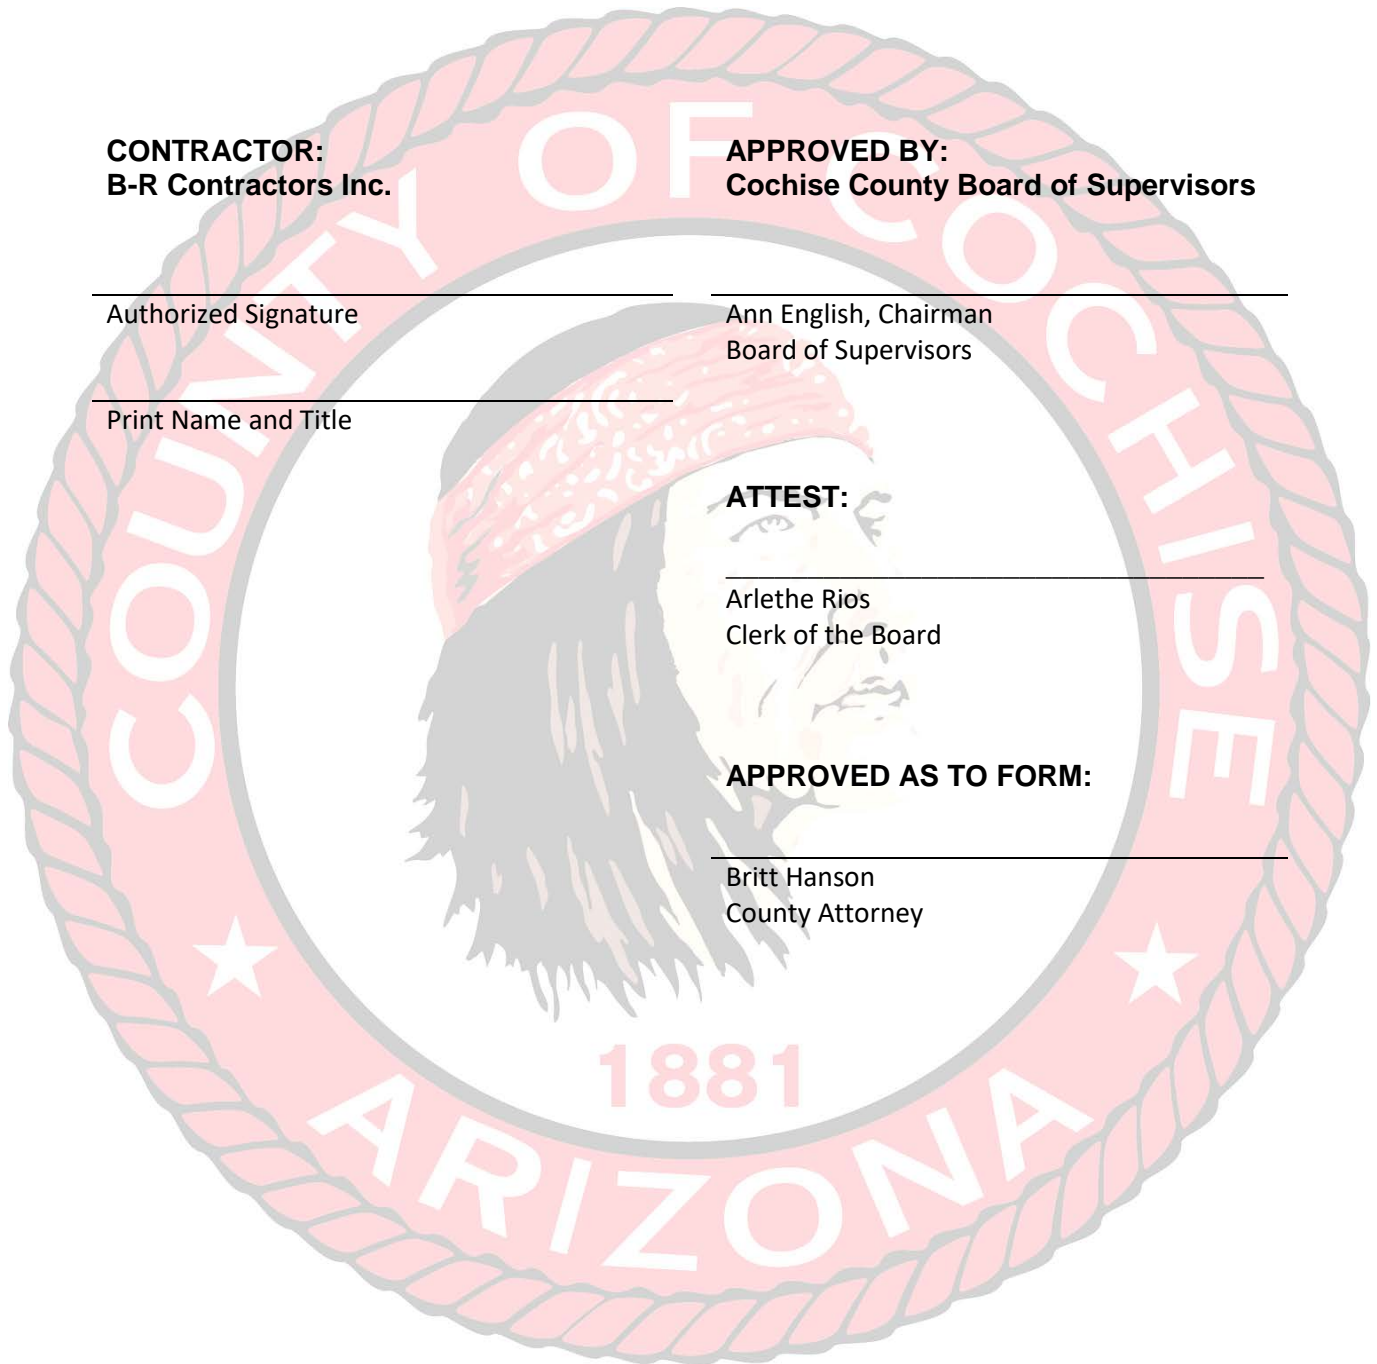 COUNTY OF COCHISE
CONTRACTOR:
B-R Contractors Inc.
Authorized Signature
Print Name and Title
APPROVED BY:
Cochise County Board of Supervisors
Ann English, Chairman
Board of Supervisors
ATTEST:
Arlethe Rios
Clerk of the Board
APPROVED AS TO FORM:
Britt Hanson
County Attorney
1881
ARIZONA